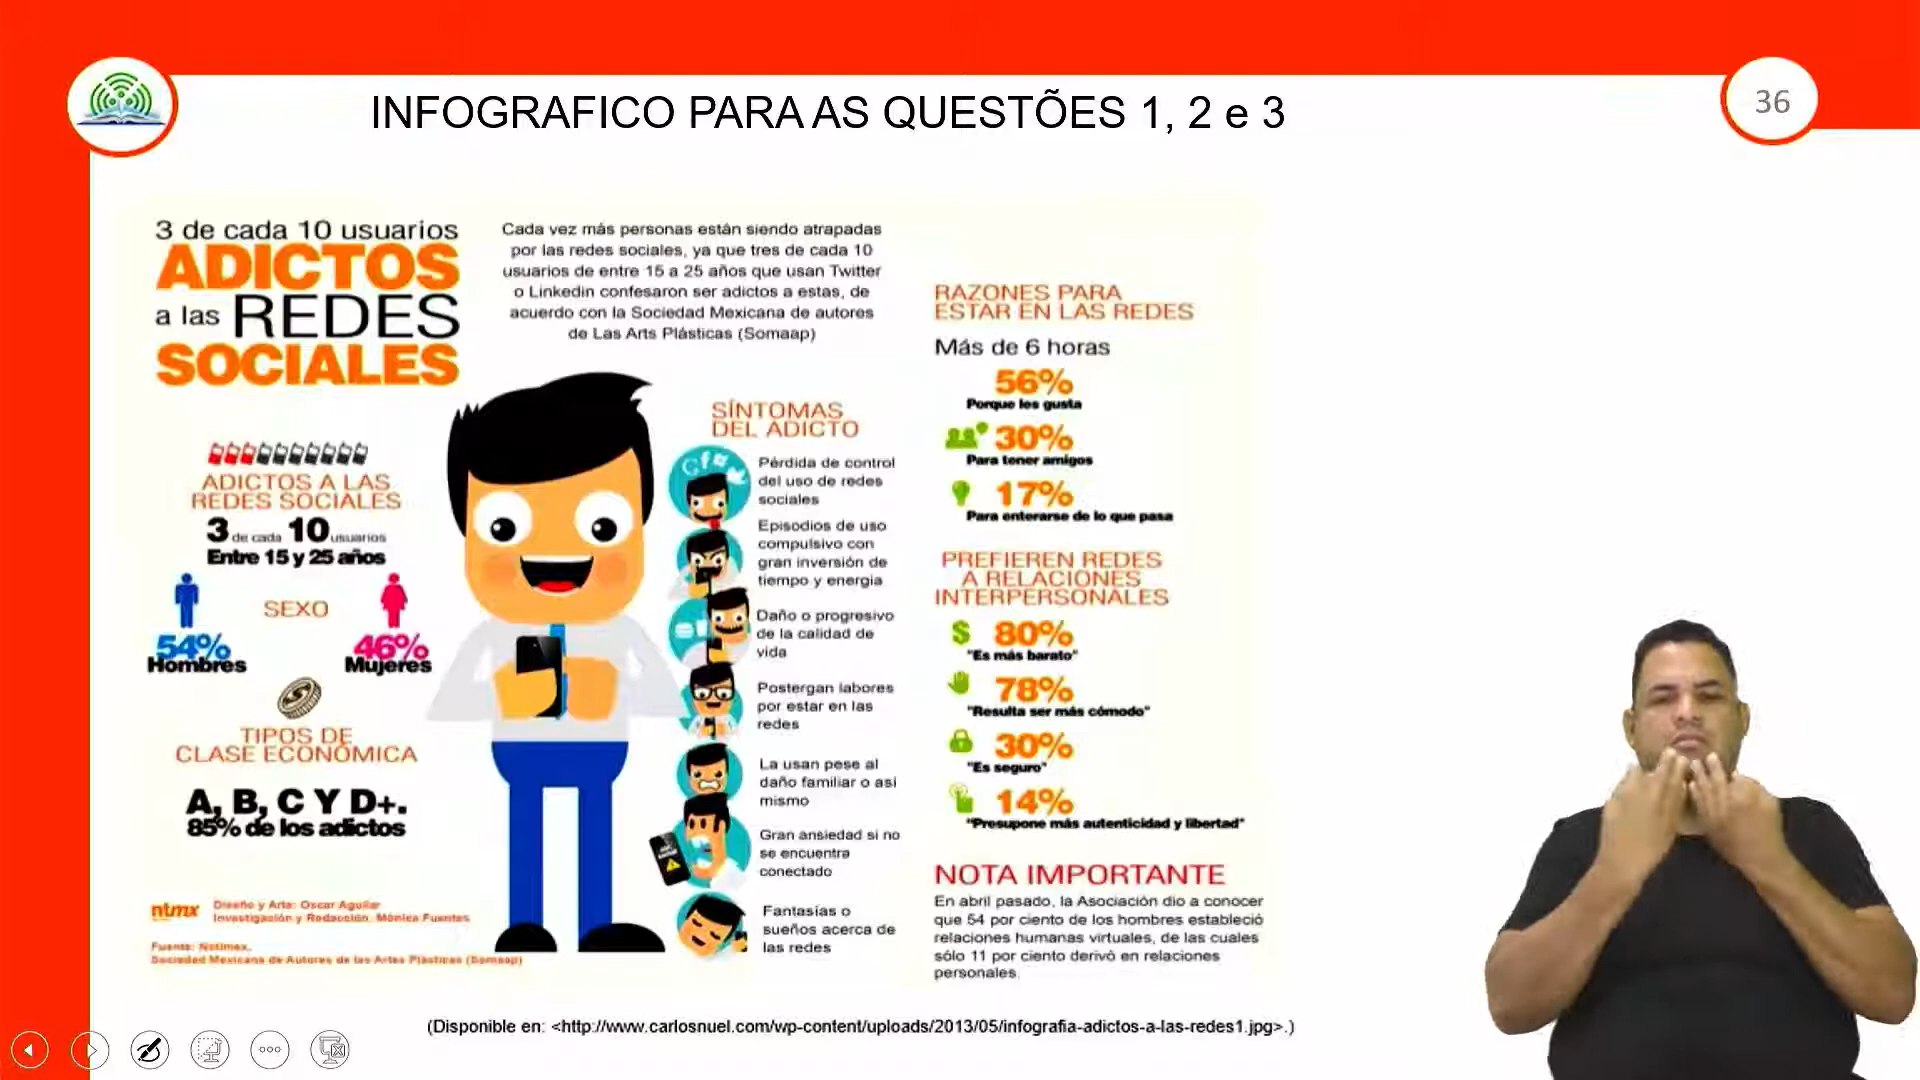 INFOGRAFICO PARA AS QUESTÕES 1, 2 e 3
36
3 de cada 10 usuarios
ADICTOS
a las REDES
SOCIALES
Cada vez más personas están siendo atrapadas
por las redes sociales, ya que tres de cada 10
usuarios de entre 15 a 25 años que usan Twitter
o Linkedin confesaron ser adictos a estas, de
acuerdo con la Sociedad Mexicana de autores
de Las Arts Plásticas (Somaap)
ADICTOS A LAS
REDES SOCIALES
3 de cada 10 usuarios
Entre 15 y 25 años
SEXO
54%
Hombres
46%
Mujeres
TIPOS DE
CLASE ECONÓMICA
A, B, C Y D+.
85% de los adictos
ntmx
Diseño y Arte: Oscar Aguilar
Investigación y Redacción: Mónica Fuentes
Fuente: Notimex,
Sociedad Mexicana de Autores de las Artes Plásticas (Somaap)
SÍNTOMAS
DEL ADICTO
Pérdida de control
del uso de redes
sociales
Episodios de uso
compulsivo con
gran inversión de
tiempo y energia
Daño o progresivo
de la calidad de
vida
Postergan labores
por estar en las
redes
La usan pese al
daño familiar o asi
mismo
Gran ansiedad si no
se encuentra
conectado
Fantasías o
sueños acerca de
las redes
RAZONES PARA
ESTAR EN LAS REDES
Más de 6 horas
56%
Porque les gusta
30%
Para tener amigos
17%
Para enterarse de lo que pasa
PREFIEREN REDES
A RELACIONES
INTERPERSONALES
$ 80%
"Es más barato"
78%
"Resulta ser más cómodo"
30%
"Es seguro"
14%
"Presupone más autenticidad y libertad"
NOTA IMPORTANTE
En abril pasado, la Asociación dio a conocer
que 54 por ciento de los hombres estableció
relaciones humanas virtuales, de las cuales
sólo 11 por ciento derivó en relaciones
personales.
(Disponible en: <http://www.carlosnuel.com/wp-content/uploads/2013/05/infografia-adictos-a-las-redes1.jpg>.)